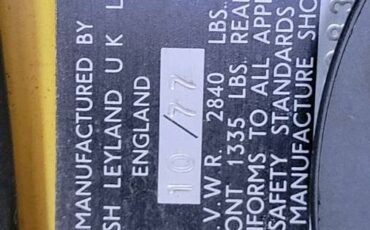 MANUFACTURED BY
SH LEYLAND U K L
ENGLAND
10/77
.V.W.R. 2840 LBS.
ONT 1335 LBS. REA
NFORMS TO ALL APP
SAFETY STANDARDS
MANUFACTURE SHO